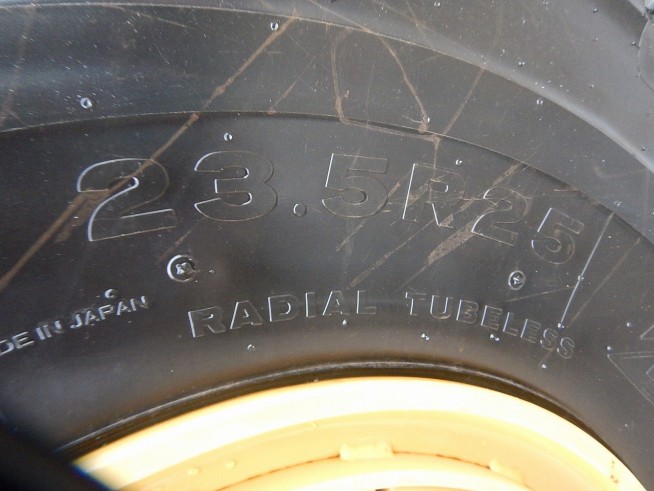 23.5R25
RADIAL TUBELESS
DE IN JAPAN